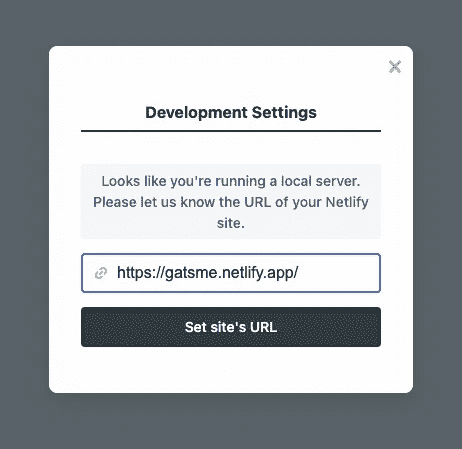 Development Settings
Looks like you're running a local server.
Please let us know the URL of your Netlify
site.
https://gatsme.netlify.app/
Set site's URL